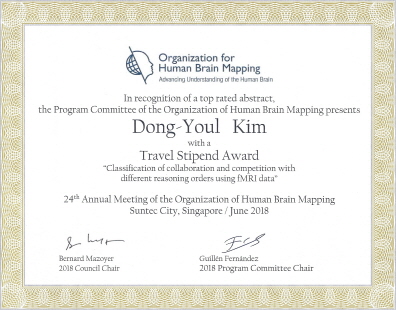 Organization for
Human Brain Mapping
Advancing Understanding of the Human Brain
In recognition of a top rated abstract,
the Program Committee of the Organization of Human Brain Mapping presents
Dong-Youl Kim
with a
Travel Stipend Award
"Classification of collaboration and competition with
different reasoning orders using fMRI data"
24th Annual Meeting of the Organization of Human Brain Mapping
Suntec City, Singapore / June 2018
Bernard Mazoyer
Guillén Fernández
2018 Council Chair
2018 Program Committee Chair